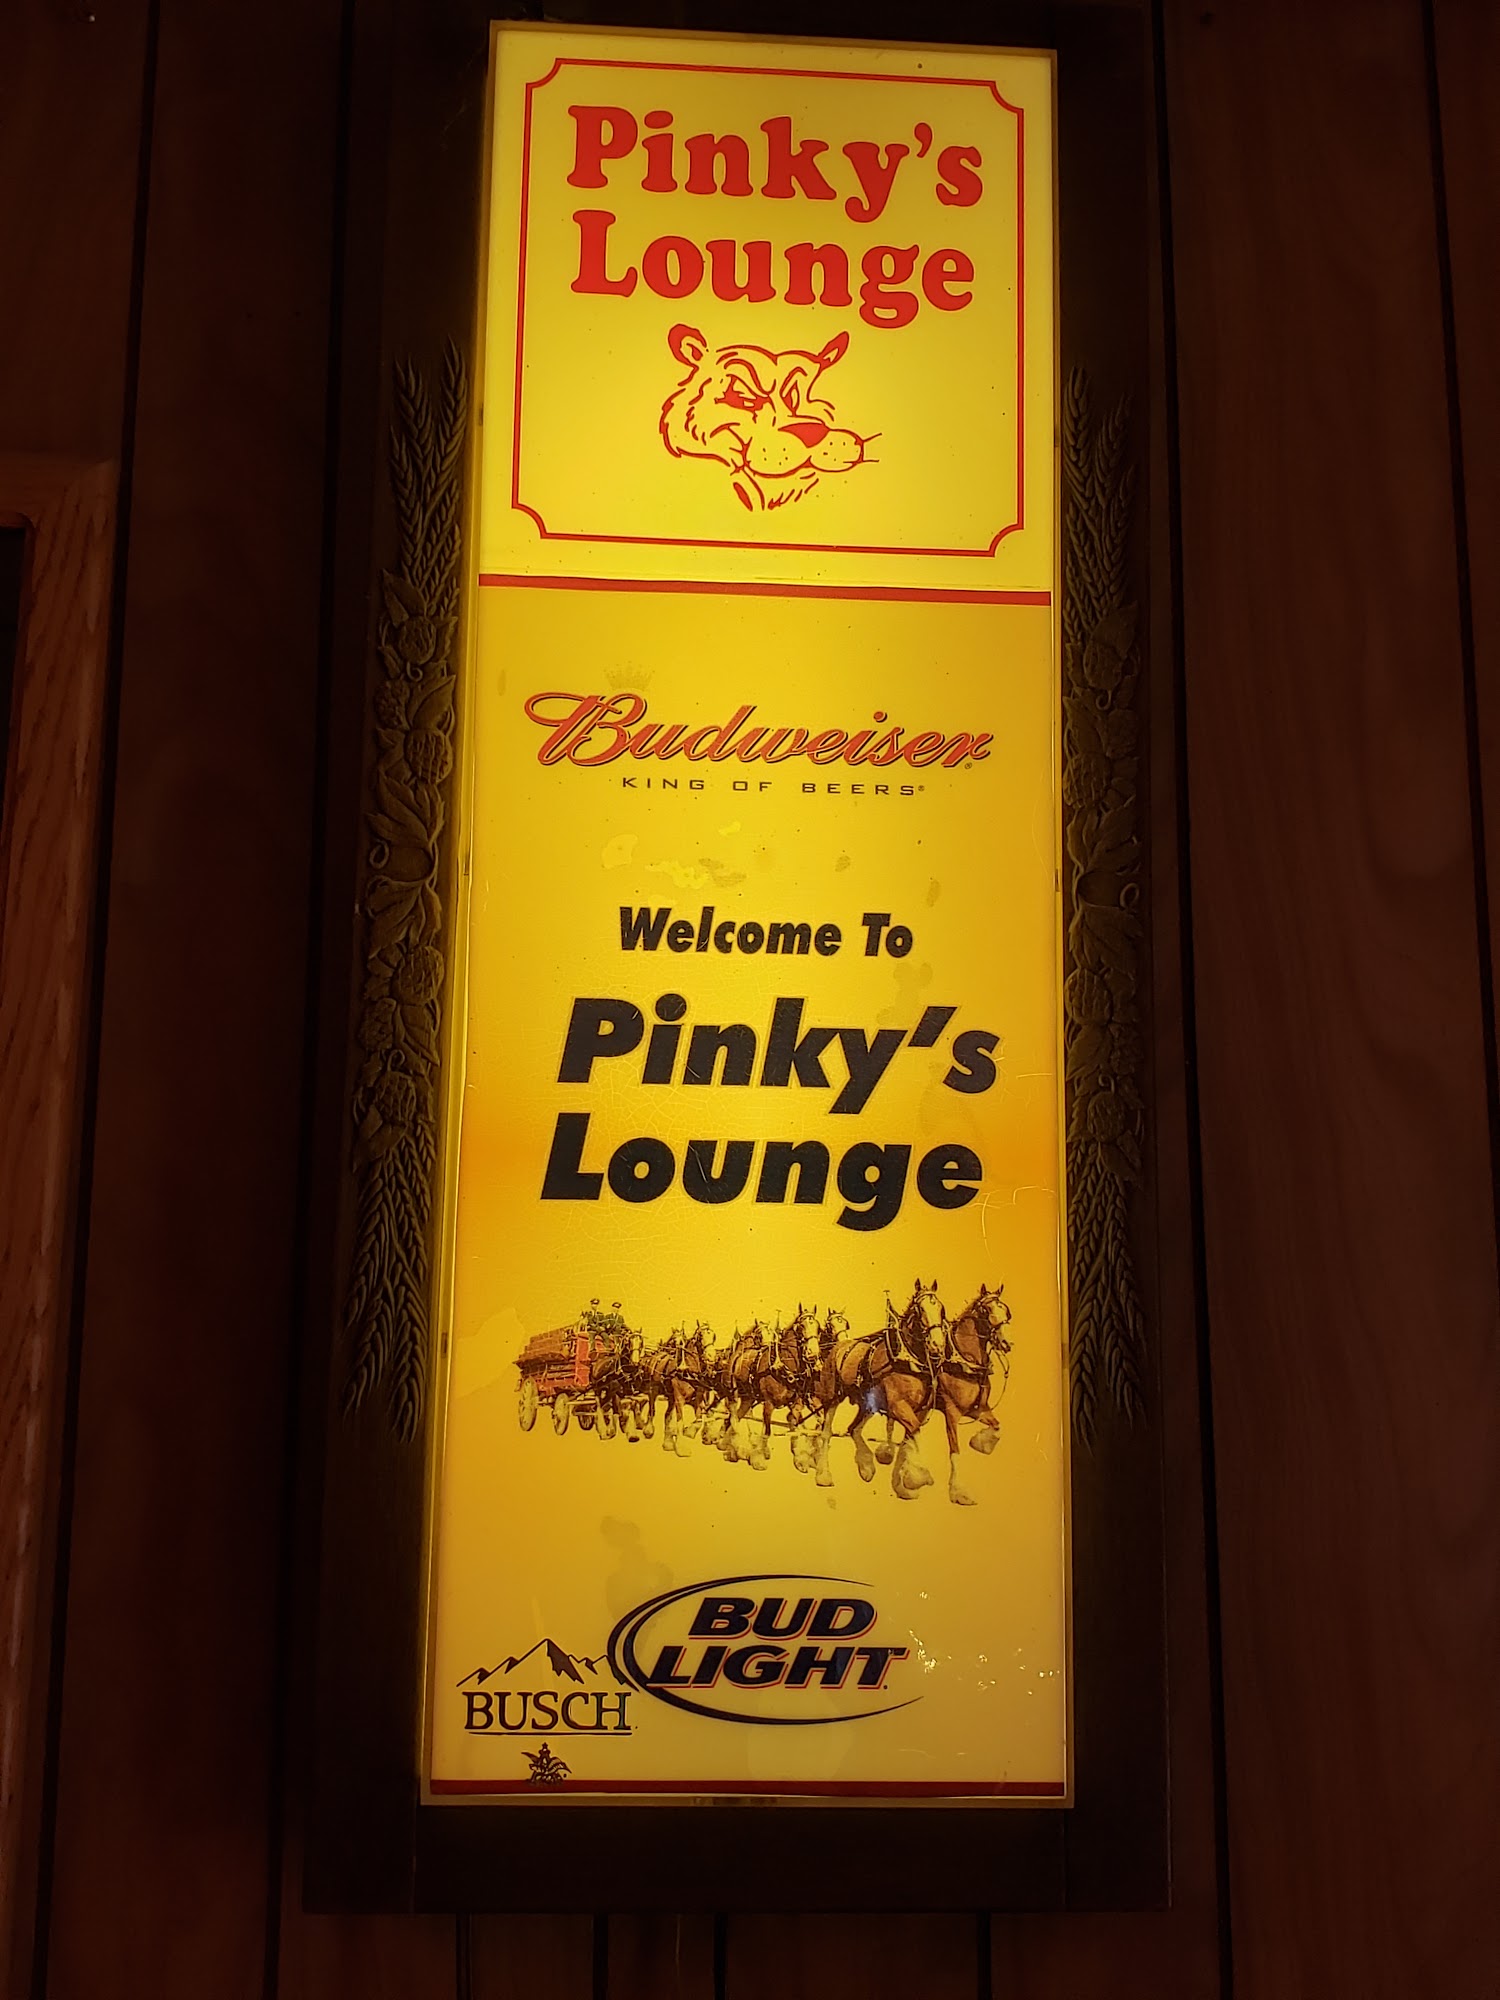 Pinky's
Lounge
Budweiser®
KING OF BEERS®
Welcome To
Pinky's
Lounge
BUD
LIGHT
BUSCH